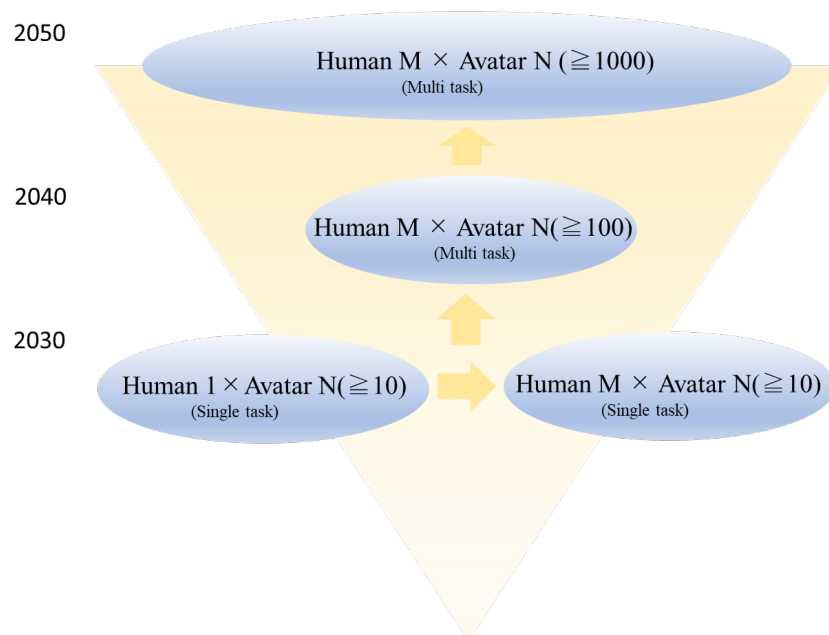 2050
Human M × Avatar N (≧1000)
(Multi task)
2040
Human M × Avatar N(≧100)
(Multi task)
2030
Human 1 × Avatar N(≧10)
(Single task)
Human M × Avatar N(≧10)
(Single task)